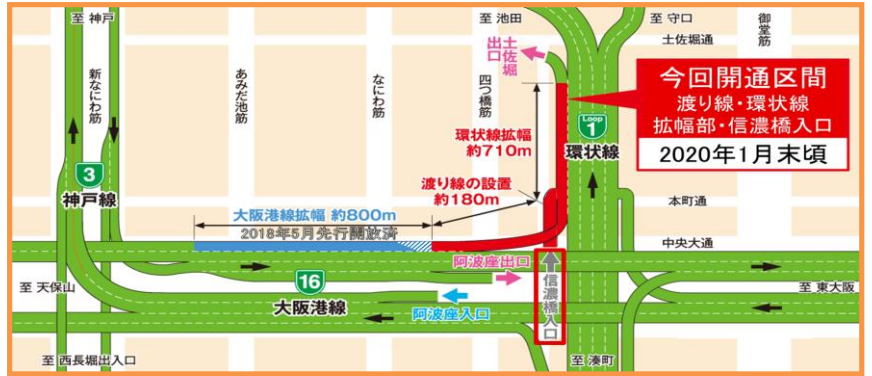 至 神戸
至 池田
至 守口
御堂筋
土佐堀通
土佐堀
出口
新なにわ筋
あみだ池筋
なにわ筋
四つ橋筋
今回開通区間
渡り線・環状線
拡幅部・信濃橋入口
2020年1月末頃
Loop
1
環状線
環状線拡幅
約710m
3
神戸線
渡り線の設置
約180m
本町通
大阪港線拡幅 約800m
2018年5月先行開放済
中央大通
阿波座出口
信濃橋入口
16
大阪港線
至 天保山
至 東大阪
阿波座入口
至 西長堀出入口
至 湊町